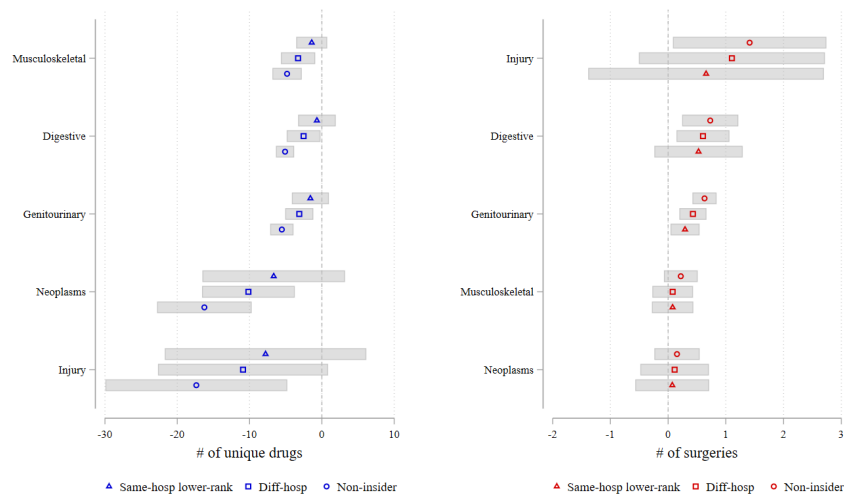 Musculoskeletal
Digestive
Genitourinary
Neoplasms
Injury
-30 -20 -10 0 10
# of unique drugs
Same-hosp lower-rank Diff-hosp Non-insider
Injury
Digestive
Genitourinary
Musculoskeletal
Neoplasms
-2 -1 0 1 2 3
# of surgeries
Same-hosp lower-rank Diff-hosp Non-insider